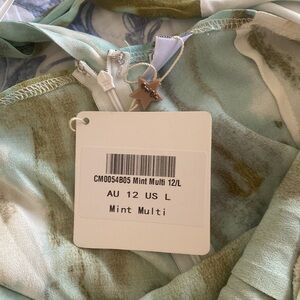 CM0054B05 Mint Multi 12/L
AU 12 US L
Mint Multi